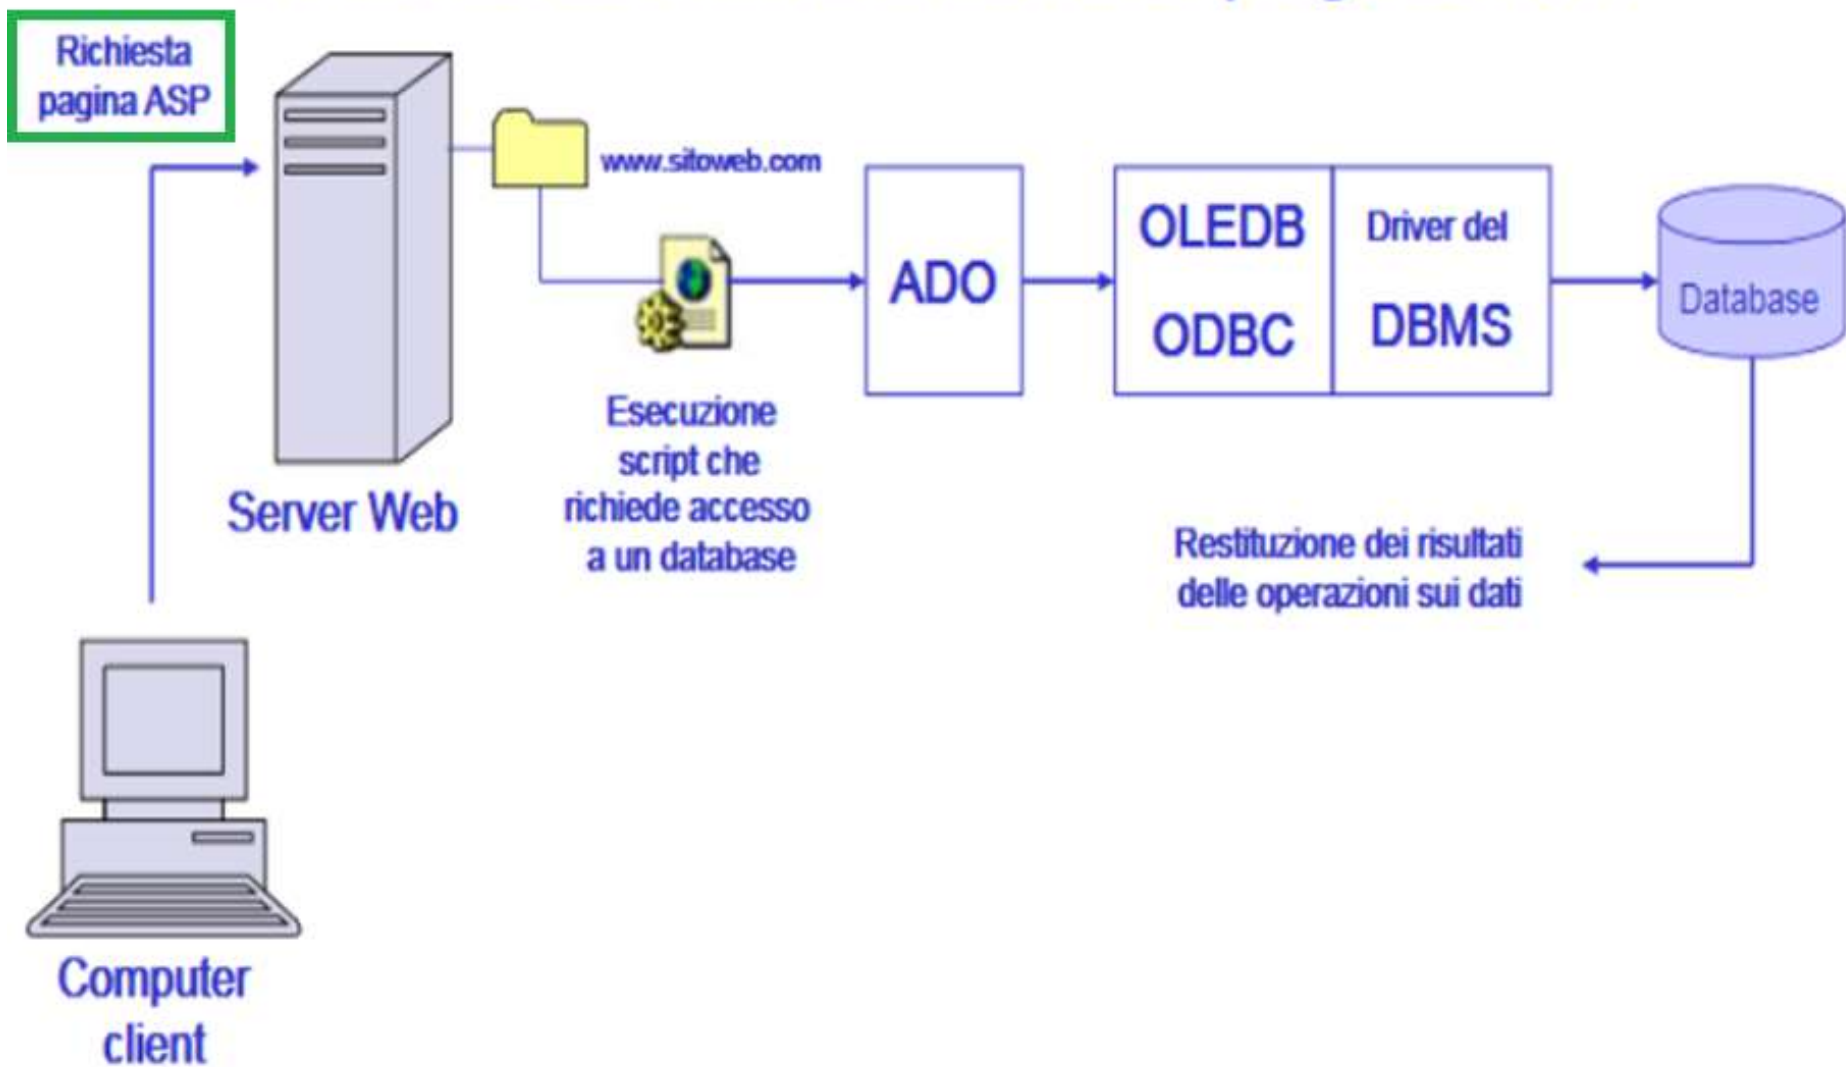 Richiesta
pagina ASP
www.sitoweb.com
ADO
OLEDB
ODBC
Driver del
DBMS
Database
Server Web
Esecuzione
script che
richiede accesso
a un database
Restituzione dei risultati
delle operazioni sui dati
Computer
client